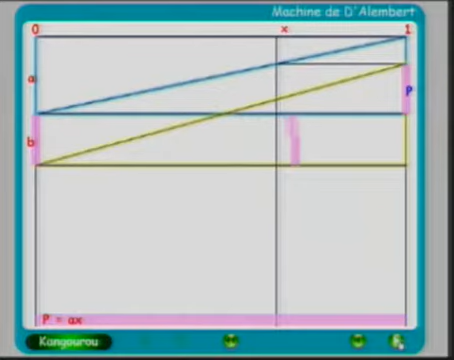 Machine de D'Alembert
0 x 1
a
P
b
P = ax
Kangourou